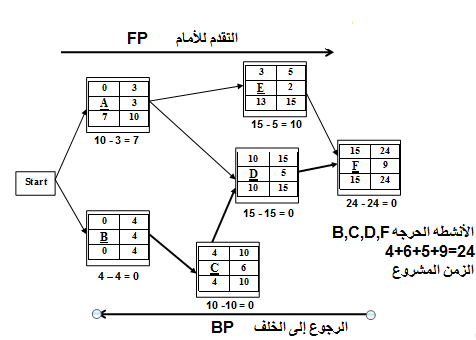 FP التقدم للأمام
0 3
A 3
7 10
10 - 3 = 7
3 5
E 2
13 15
15 - 5 = 10
10 15
D 5
10 15
15 - 15 = 0
15 24
F 9
15 24
24 - 24 = 0
Start
0 4
B 4
0 4
4 – 4 = 0
4 10
C 6
4 10
10 -10 = 0
الأنشطه الحرجه B,C,D,F
4+6+5+9=24
الزمن المشروع
BP الرجوع إلى الخلف